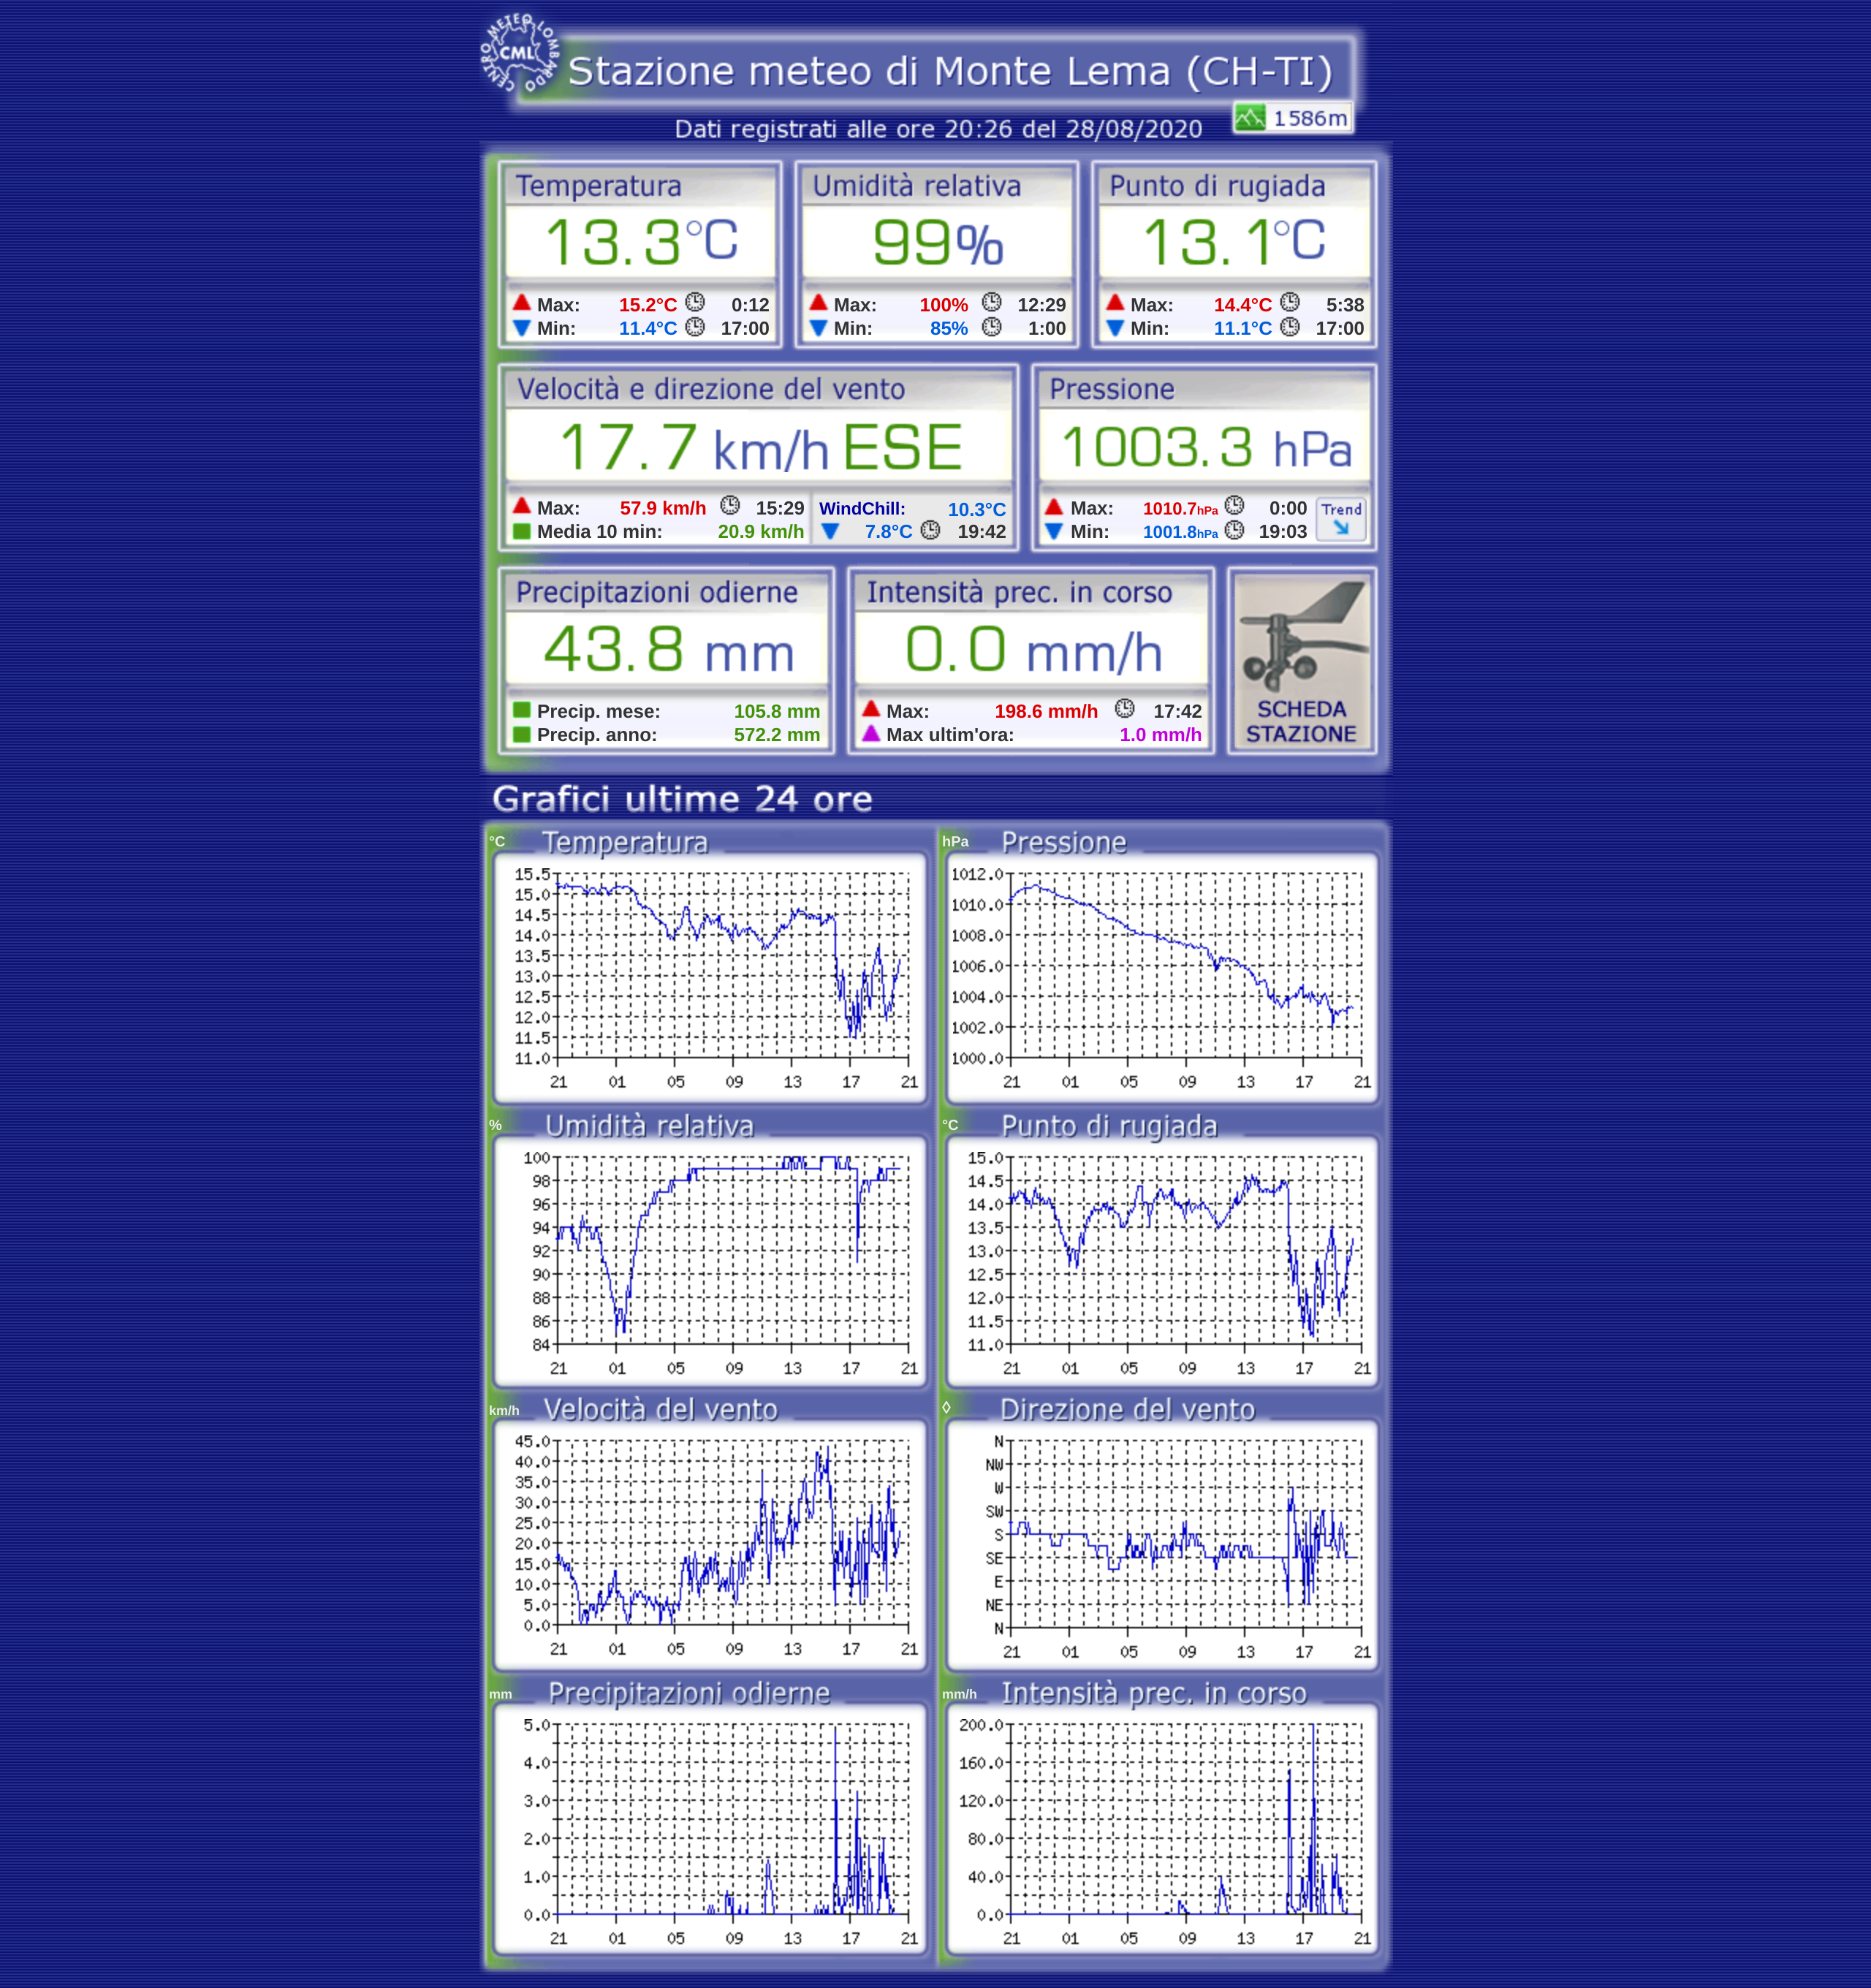 CENTRO METEO LOMBARDO
CML
Stazione meteo di Monte Lema (CH-TI)
1586m
Dati registrati alle ore 20:26 del 28/08/2020
Temperatura
13.3°C
Max: 15.2°C 0:12
Min: 11.4°C 17:00
Umidità relativa
99%
Max: 100% 12:29
Min: 85% 1:00
Punto di rugiada
13.1°C
Max: 14.4°C 5:38
Min: 11.1°C 17:00
Velocità e direzione del vento
17.7 km/h ESE
Max: 57.9 km/h 15:29
Media 10 min: 20.9 km/h
WindChill: 10.3°C
7.8°C 19:42
Pressione
1003.3 hPa
Max: 1010.7hPa 0:00
Min: 1001.8hPa 19:03
Trend
Precipitazioni odierne
43.8 mm
Precip. mese: 105.8 mm
Precip. anno: 572.2 mm
Intensità prec. in corso
0.0 mm/h
Max: 198.6 mm/h 17:42
Max ultim'ora: 1.0 mm/h
SCHEDA
STAZIONE
Grafici ultime 24 ore
°C Temperatura
15.5
15.0
14.5
14.0
13.5
13.0
12.5
12.0
11.5
11.0
21 01 05 09 13 17 21
hPa Pressione
1012.0
1010.0
1008.0
1006.0
1004.0
1002.0
1000.0
21 01 05 09 13 17 21
% Umidità relativa
100
98
96
94
92
90
88
86
84
21 01 05 09 13 17 21
°C Punto di rugiada
15.0
14.5
14.0
13.5
13.0
12.5
12.0
11.5
11.0
21 01 05 09 13 17 21
km/h Velocità del vento
45.0
40.0
35.0
30.0
25.0
20.0
15.0
10.0
5.0
0.0
21 01 05 09 13 17 21
◊ Direzione del vento
N
NW
W
SW
S
SE
E
NE
N
21 01 05 09 13 17 21
mm Precipitazioni odierne
5.0
4.0
3.0
2.0
1.0
0.0
21 01 05 09 13 17 21
mm/h Intensità prec. in corso
200.0
160.0
120.0
80.0
40.0
0.0
21 01 05 09 13 17 21